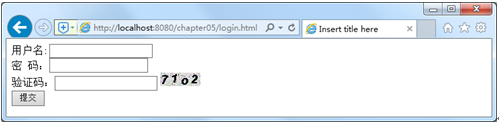 http://localhost:8080/chapter05/login.html
Insert title here
用户名:
密 码:
验证码: 71o2
提交